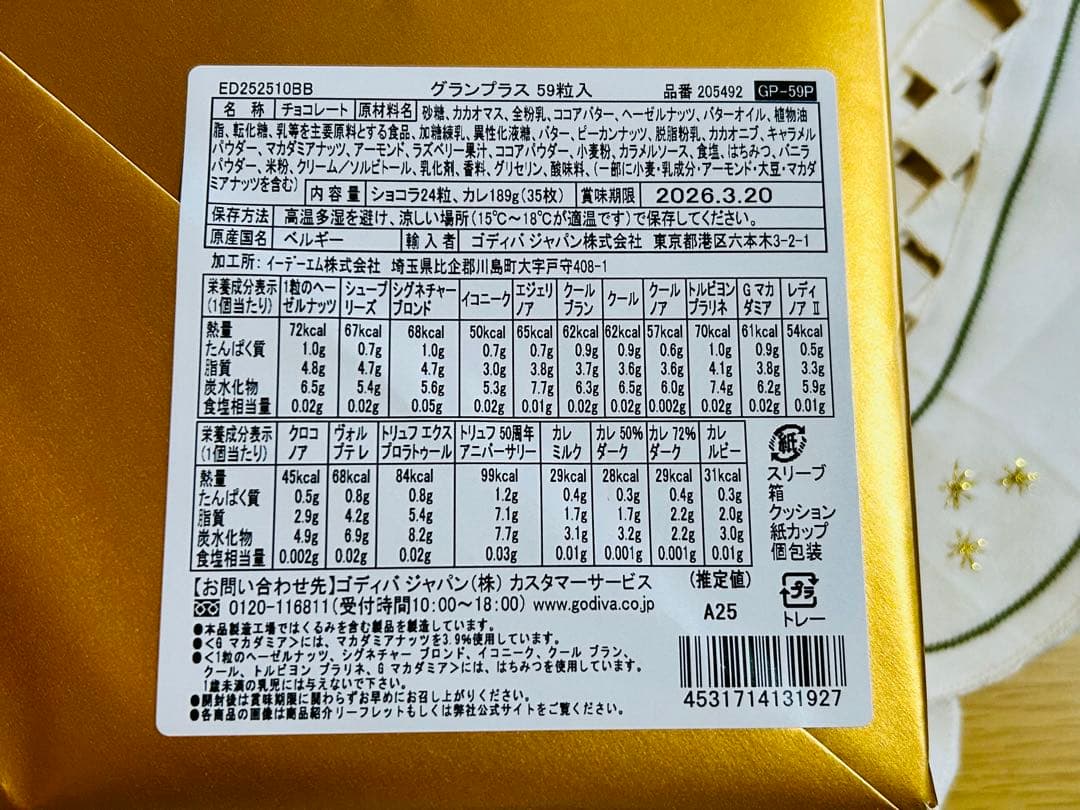 ED252510BB グランプラス 59粒入 品番 205492 GP-59P
名 称 チョコレート 原材料名 砂糖、カカオマス、全粉乳、ココアバター、ヘーゼルナッツ、バターオイル、植物油
脂、転化糖、乳等を主要原料とする食品、加糖練乳、異性化液糖、バター、ピーカンナッツ、脱脂粉乳、カカオニブ、キャラメル
パウダー、マカダミアナッツ、アーモンド、ラズベリー果汁、ココアパウダー、小麦粉、カラメルソース、食塩、はちみつ、バニラ
パウダー、米粉、クリーム/ソルビトール、乳化剤、香料、グリセリン、酸味料、(一部に小麦・乳成分・アーモンド・大豆・マカダ
ミアナッツを含む) 内 容 量 ショコラ24粒、カレ189g(35枚) 賞味期限 2026.3.20
保存方法 高温多湿を避け、涼しい場所(15℃~18℃が適温です)で保存してください。
原産国名 ベルギー 輸 入 者 ゴディバ ジャパン株式会社 東京都港区六本木3-2-1
加工所:イーデーエム株式会社 埼玉県比企郡川島町大字戸守408-1
栄養成分表示 1粒のヘー シュープ シグネチャー イコニーク エジェリ クール クール クール トルビヨン G マカ レディ
(1個当たり) ゼルナッツ リーズ ブロンド ノア ブラン ノア プラリネ ダミア ノア Ⅱ
熱量 72kcal 67kcal 68kcal 50kcal 65kcal 62kcal 62kcal 57kcal 70kcal 61kcal 54kcal
たんぱく質 1.0g 0.7g 1.0g 0.7g 0.7g 0.9g 0.9g 0.6g 1.0g 0.9g 0.5g
脂質 4.8g 4.7g 4.7g 3.0g 3.8g 3.7g 3.6g 3.6g 4.1g 3.8g 3.3g
炭水化物 6.5g 5.4g 5.6g 5.3g 7.7g 6.3g 6.5g 6.0g 7.4g 6.2g 5.9g
食塩相当量 0.02g 0.02g 0.05g 0.02g 0.01g 0.02g 0.02g 0.002g 0.02g 0.02g 0.01g
栄養成分表示 クロコ ヴォル トリュフ エクス トリュフ 50周年 カレ カレ 50% カレ 72% カレ
(1個当たり) ノア プテレ プロラトゥール アニバーサリー ミルク ダーク ダーク ルビー
熱量 45kcal 68kcal 84kcal 99kcal 29kcal 28kcal 29kcal 31kcal
たんぱく質 0.5g 0.8g 0.8g 1.2g 0.4g 0.3g 0.4g 0.3g
脂質 2.9g 4.2g 5.4g 7.1g 1.7g 1.7g 2.2g 2.0g
炭水化物 4.9g 6.9g 8.2g 7.7g 3.1g 3.2g 2.2g 3.0g
食塩相当量 0.002g 0.02g 0.02g 0.03g 0.01g 0.001g 0.001g 0.01g
(推定値)
紙
スリーブ
箱
クッション
紙カップ
個包装
プラ
トレー
【お問い合わせ先】ゴディバ ジャパン(株) カスタマーサービス
0120-116811(受付時間10:00~18:00) www.godiva.co.jp
A25
●本品製造工場ではくるみを含む製品を製造しています。
●<G マカダミア>には、マカダミアナッツを3.9%使用しています。
●<1粒のヘーゼルナッツ、シグネチャー ブロンド、イコニーク、クール ブラン、
クール、トルビヨン プラリネ、G マカダミア>には、はちみつを使用しています。
1歳未満の乳児には与えないで下さい。
●開封後は賞味期限に関わらずお早めにお召し上がりください。
●各商品の画像は商品紹介リーフレットもしくは弊社公式サイトをご覧ください。
4531714131927